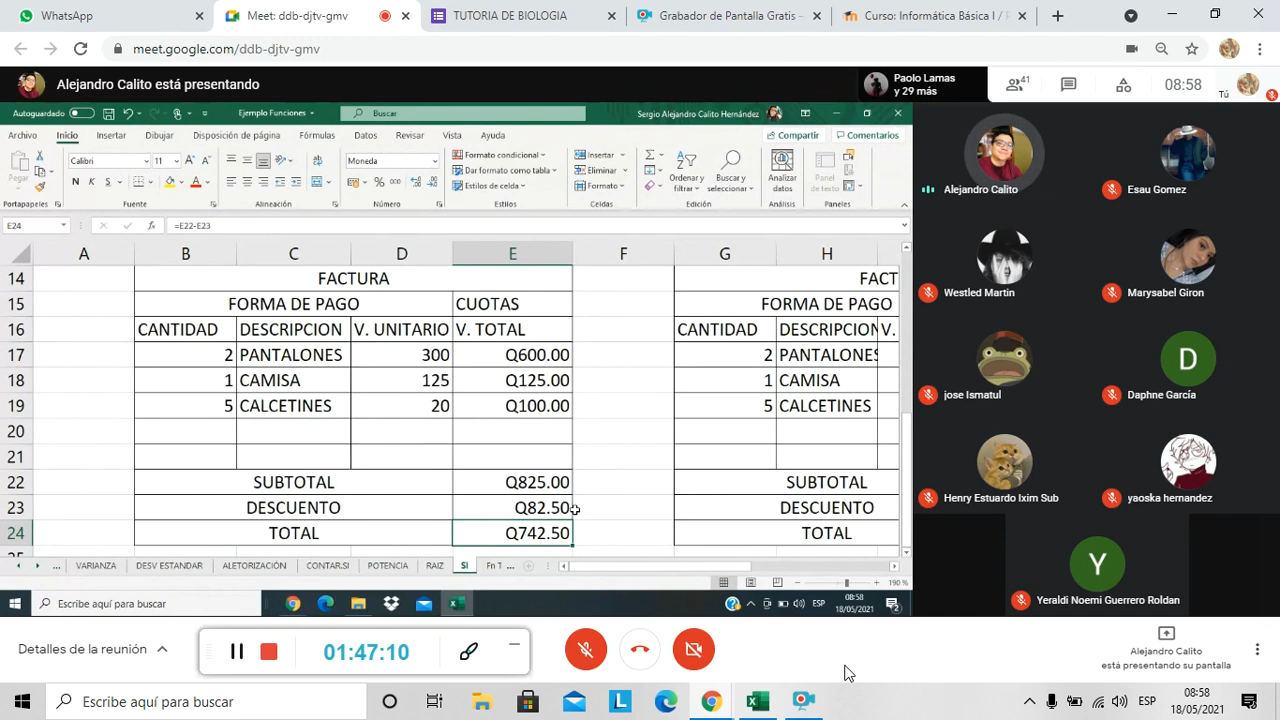 WhatsApp
Meet: ddb-djtv-gmv
TUTORIA DE BIOLOGIA
Grabador de Pantalla Gratis –
Curso: Informática Básica I / P
meet.google.com/ddb-djtv-gmv
Alejandro Calito está presentando
Paolo Lamas
y 29 más
41
08:58
Tú
Autoguardado
Ejemplo Funciones
Buscar
Sergio Alejandro Calito Hernández
Archivo Inicio Insertar Dibujar Disposición de página Fórmulas Datos Revisar Vista Ayuda
Compartir Comentarios
Pegar
Calibri 11
N K S
Moneda
Formato condicional
Dar formato como tabla
Estilos de celda
Insertar
Eliminar
Formato
Ordenar y filtrar
Buscar y seleccionar
Analizar datos
Panel de texto
Portapapeles Fuente Alineación Número Estilos Celdas Edición Análisis Paneles
E24 fx =E22-E23
A B C D E F G H
14 FACTURA FACT
15 FORMA DE PAGO CUOTAS FORMA DE PAGO
16 CANTIDAD DESCRIPCION V. UNITARIO V. TOTAL CANTIDAD DESCRIPCION V.
17 2 PANTALONES 300 Q600.00 2 PANTALONES
18 1 CAMISA 125 Q125.00 1 CAMISA
19 5 CALCETINES 20 Q100.00 5 CALCETINES
20
21
22 SUBTOTAL Q825.00 SUBTOTAL
23 DESCUENTO Q82.50 DESCUENTO
24 TOTAL Q742.50 TOTAL
... VARIANZA DESV ESTANDAR ALETORIZACIÓN CONTAR.SI POTENCIA RAIZ SI Fn 1 ...
190 %
Escribe aquí para buscar
ESP
08:58
18/05/2021
2
Alejandro Calito
Esau Gomez
Westled Martin
Marysabel Giron
jose Ismatul
D
Daphne García
Henry Estuardo Ixim Sub
yaoska hernandez
Y
Yeraldi Noemi Guerrero Roldan
Detalles de la reunión
01:47:10
Alejandro Calito
está presentando su pantalla
Escribe aquí para buscar
L
ESP
08:58
18/05/2021